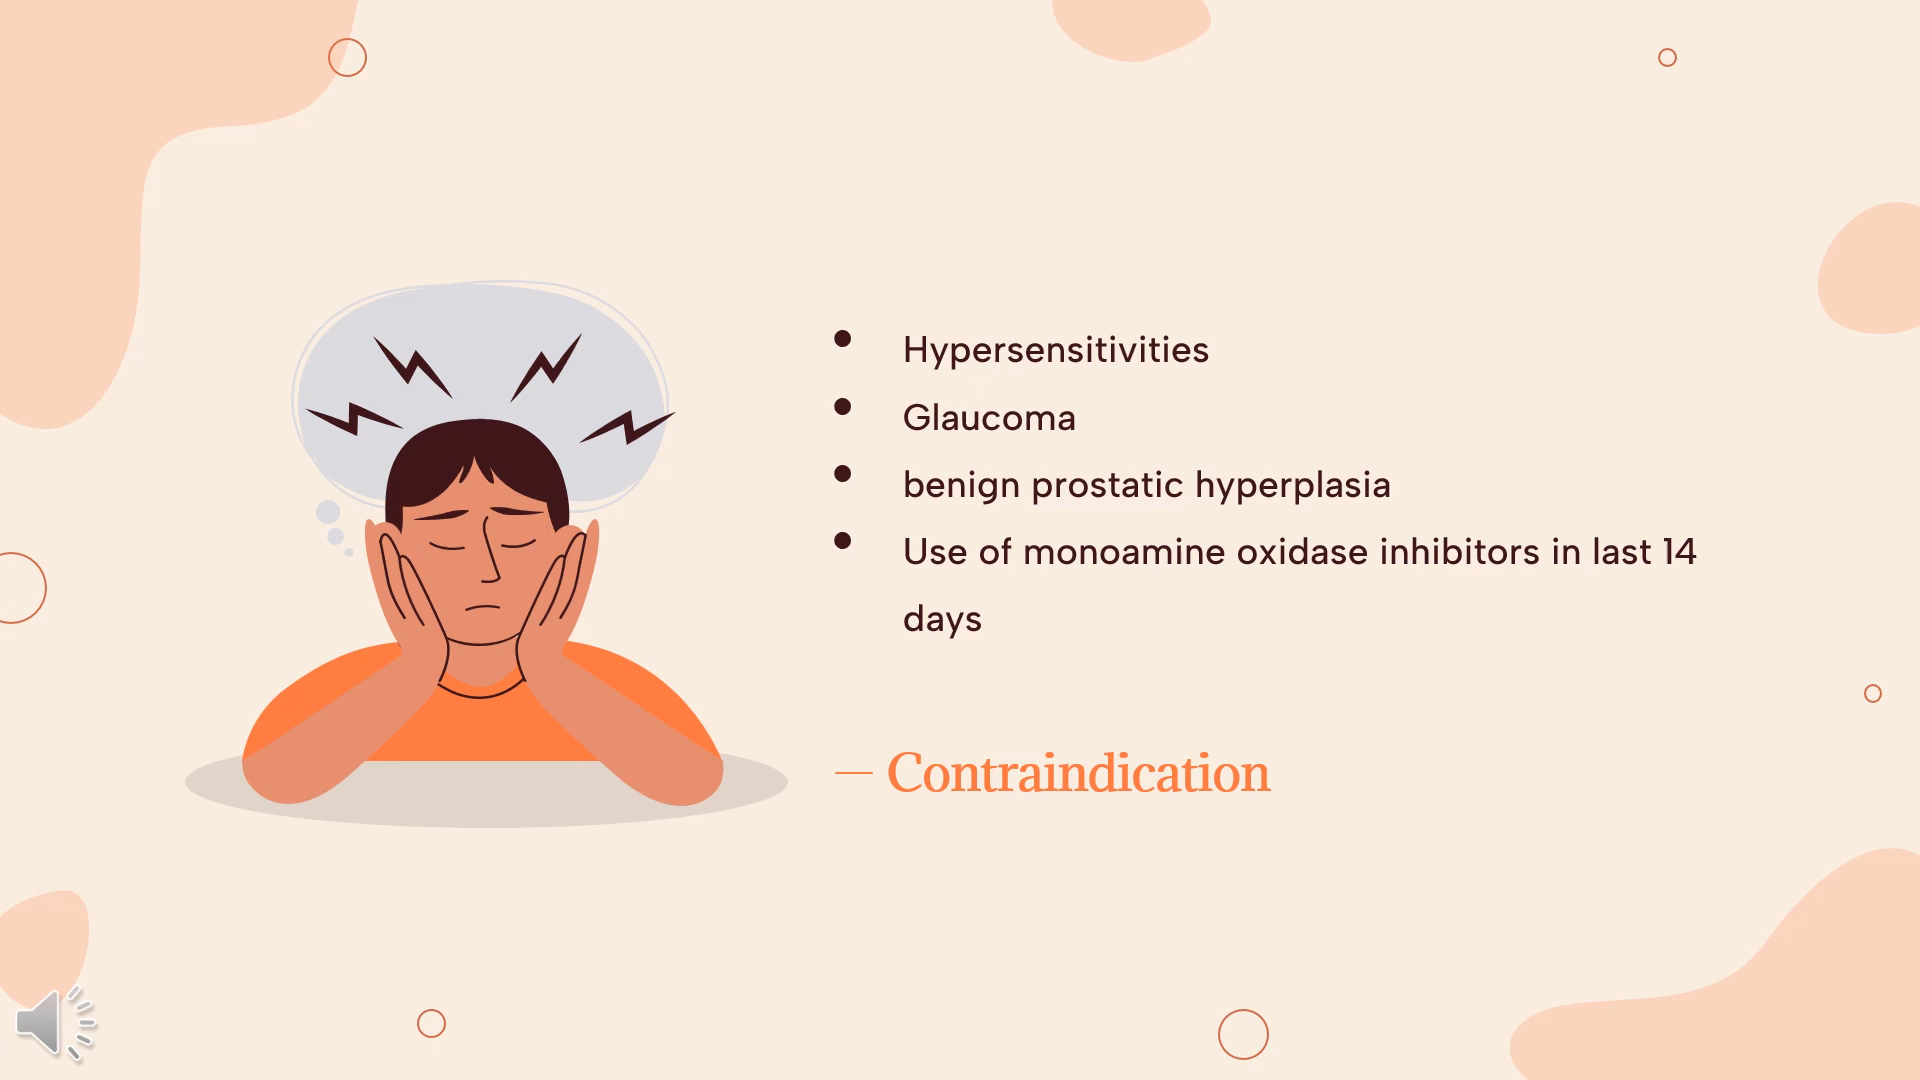 Hypersensitivities
Glaucoma
benign prostatic hyperplasia
Use of monoamine oxidase inhibitors in last 14
days
— Contraindication